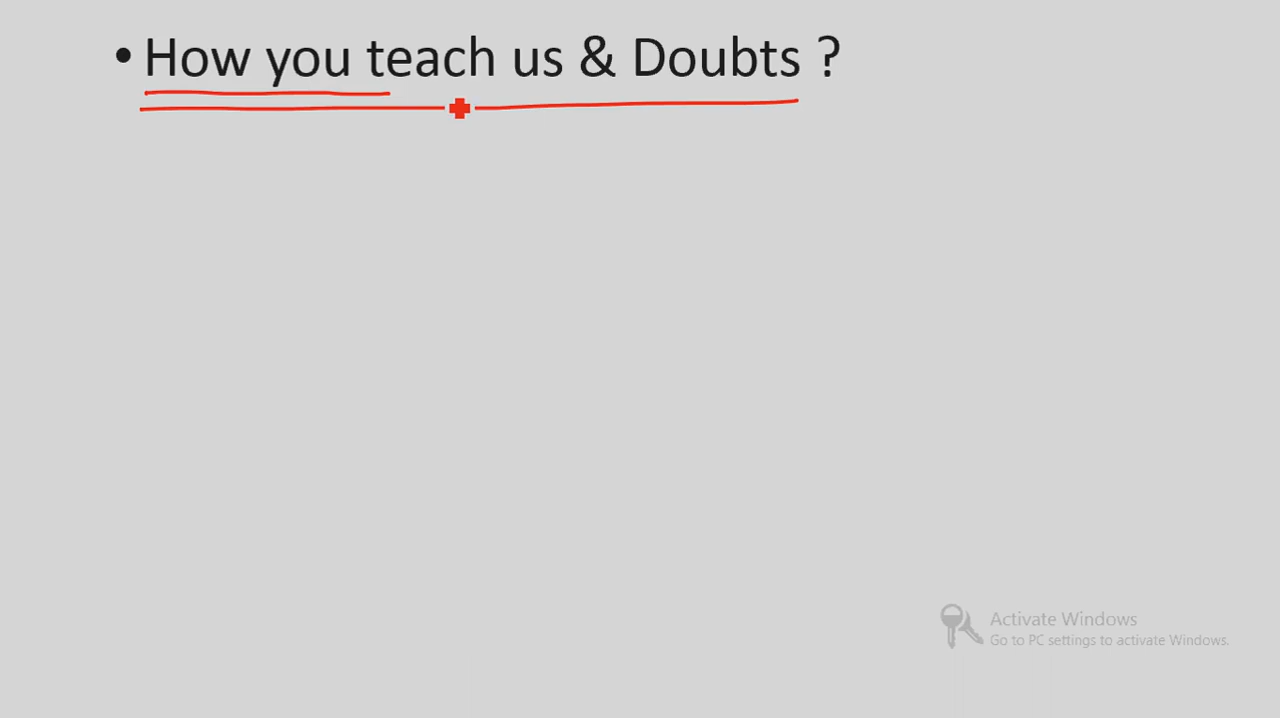 • How you teach us & Doubts ?
Activate Windows
Go to PC settings to activate Windows.